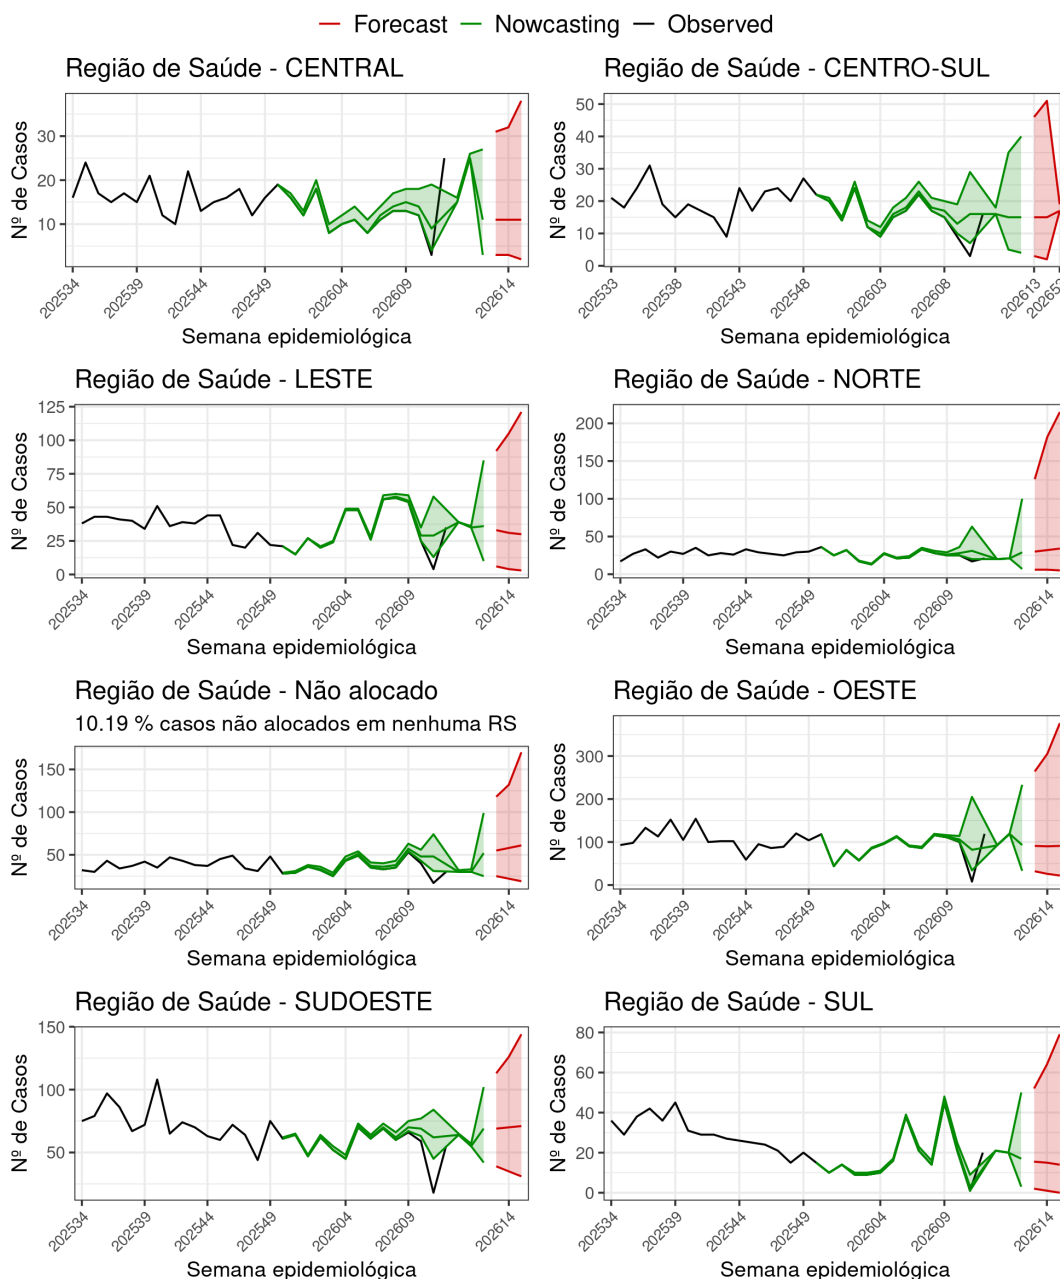 Forecast Nowcasting Observed
Região de Saúde - CENTRAL
Nº de Casos
30
20
10
202534 202539 202544 202549 202604 202609 202614
Semana epidemiológica
Região de Saúde - CENTRO-SUL
Nº de Casos
50
40
30
20
10
0
202533 202538 202543 202548 202603 202608 202613
Semana epidemiológica
Região de Saúde - LESTE
Nº de Casos
125
100
75
50
25
0
202534 202539 202544 202549 202604 202609 202614
Semana epidemiológica
Região de Saúde - NORTE
Nº de Casos
200
150
100
50
0
202534 202539 202544 202549 202604 202609 202614
Semana epidemiológica
Região de Saúde - Não alocado
10.19 % casos não alocados em nenhuma RS
Nº de Casos
150
100
50
202534 202539 202544 202549 202604 202609 202614
Semana epidemiológica
Região de Saúde - OESTE
Nº de Casos
300
200
100
0
202534 202539 202544 202549 202604 202609 202614
Semana epidemiológica
Região de Saúde - SUDOESTE
Nº de Casos
150
100
50
202534 202539 202544 202549 202604 202609 202614
Semana epidemiológica
Região de Saúde - SUL
Nº de Casos
80
60
40
20
0
202534 202539 202544 202549 202604 202609 202614
Semana epidemiológica